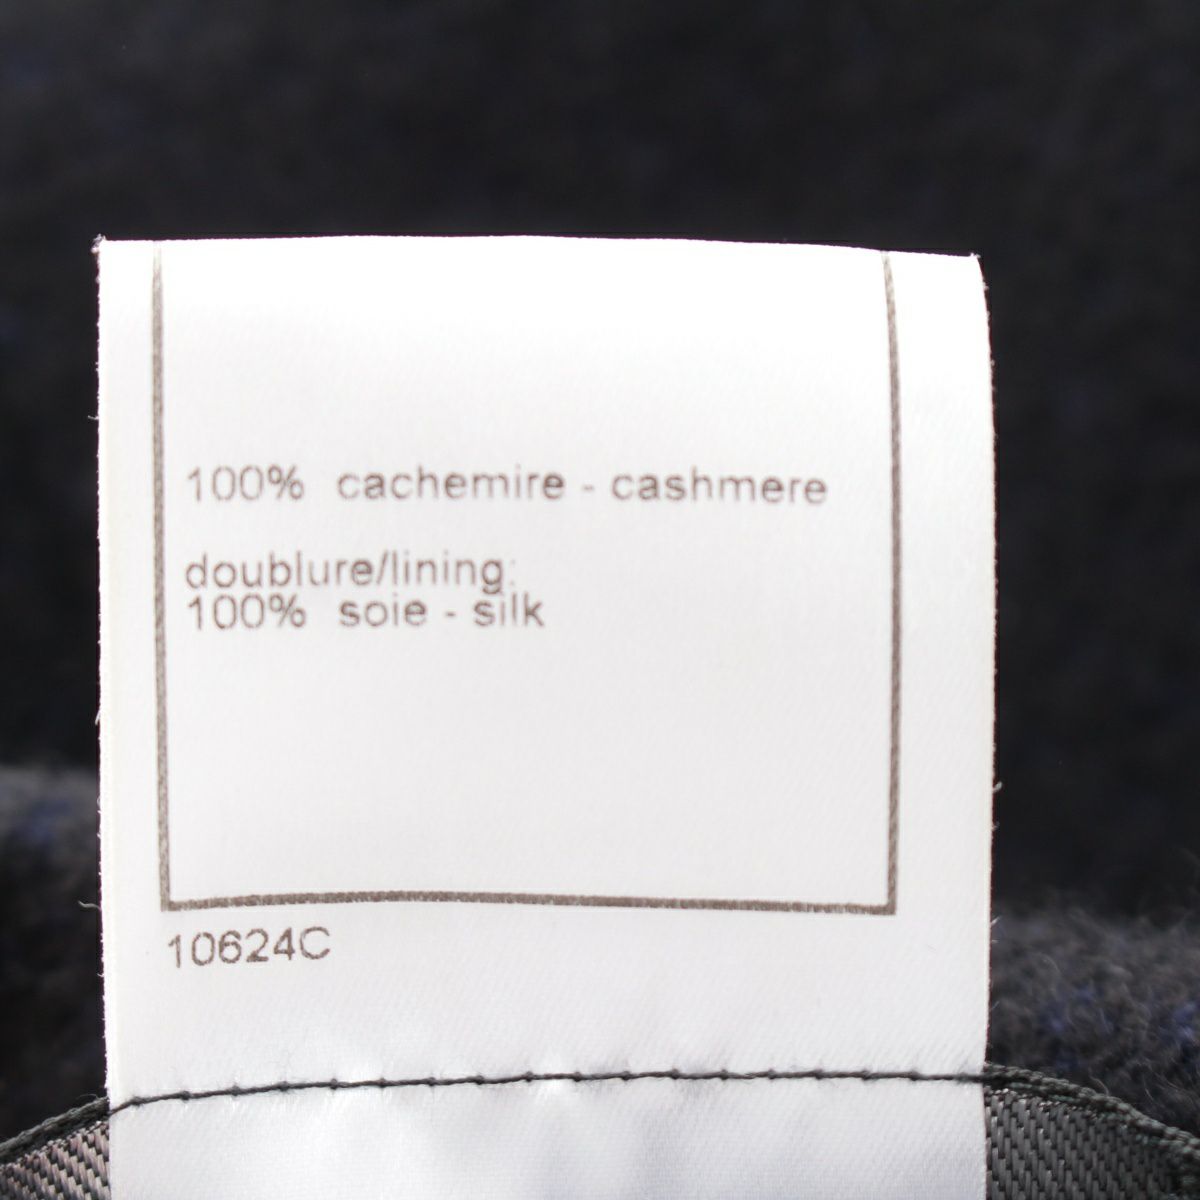 100% cachemire - cashmere
doublure/lining:
100% soie - silk
10624C